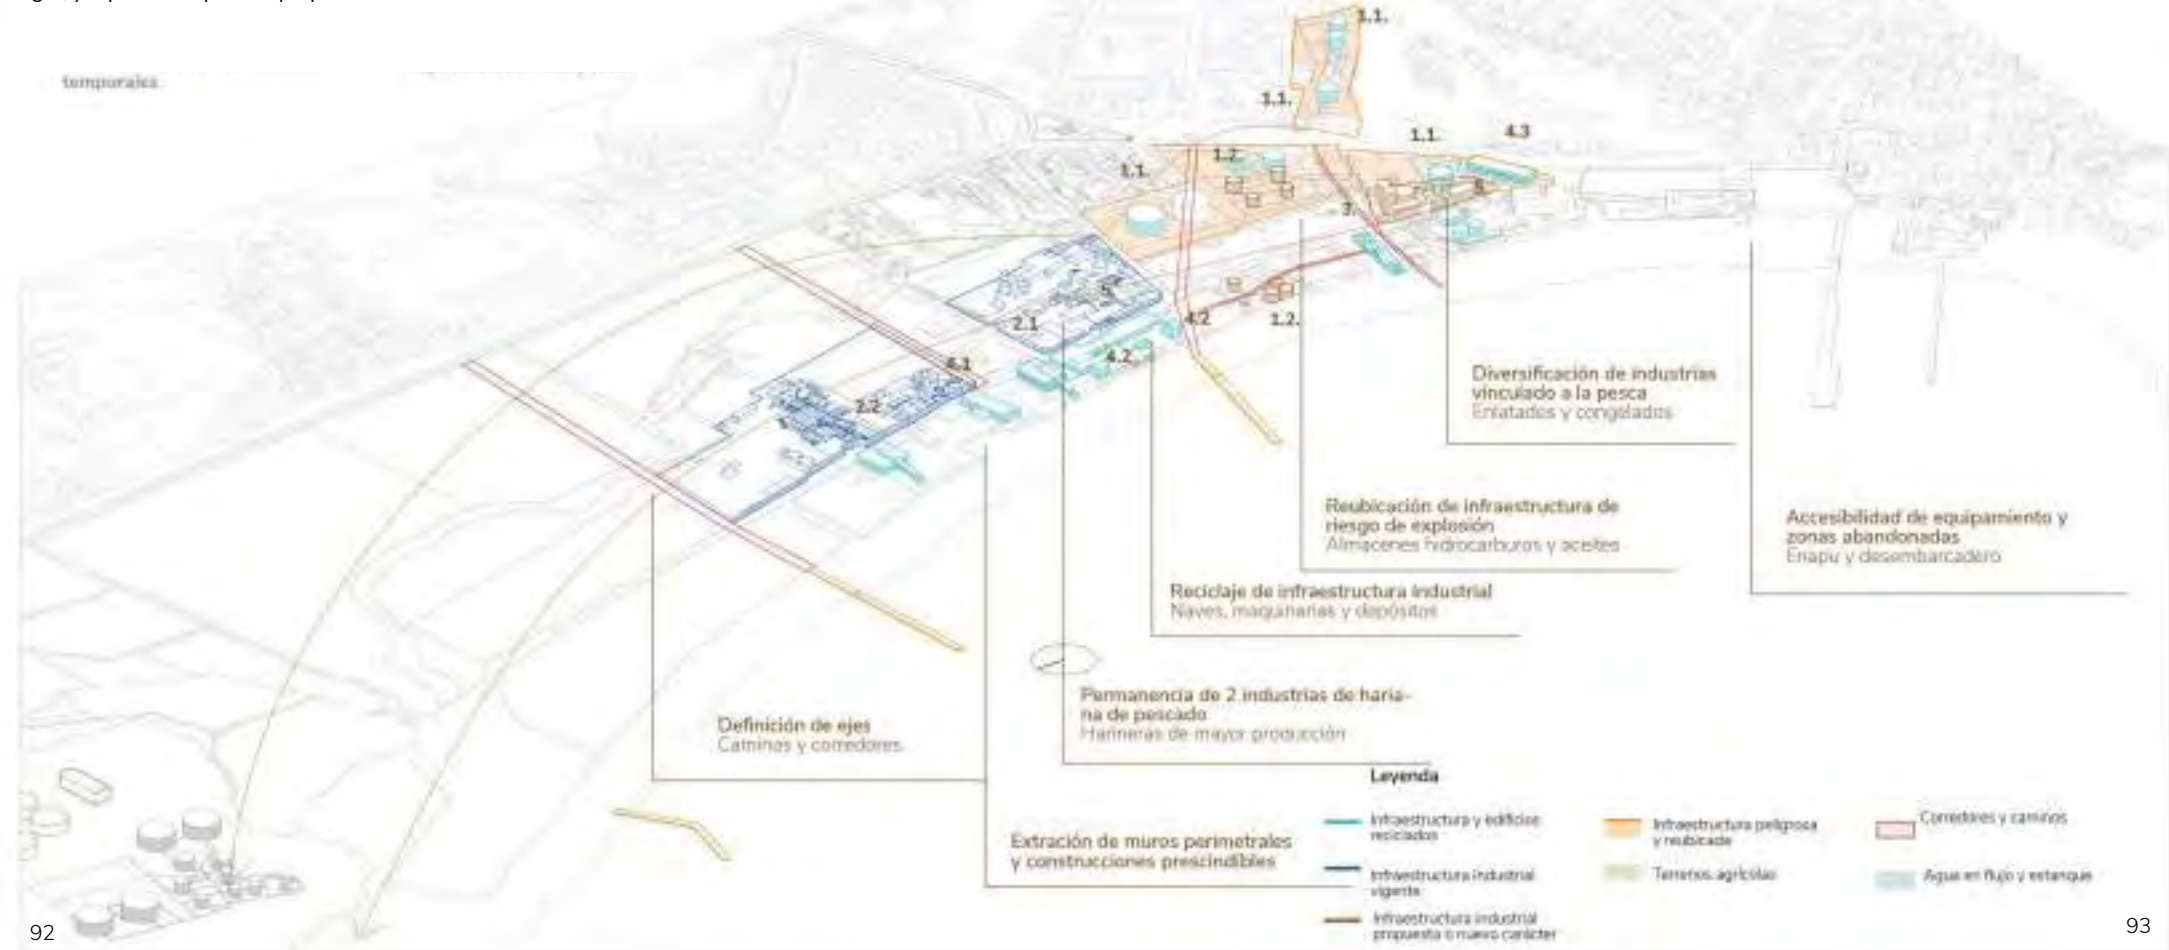 temporales.
1.1.
1.1.
1.1.
4.3
1.2.
1.1.
6.
3.
5.
2.1
4.2
1.2.
4.2.
4.1
2.2
Diversificación de industrias
vinculado a la pesca
Enlatados y congelados
Reubicación de infraestructura de
riesgo de explosión
Almacenes hidrocarburos y aceites
Accesibilidad de equipamiento y
zonas abandonadas
Enapu y desembarcadero
Reciclaje de infraestructura industrial
Naves, maquinarias y depósitos
Permanencia de 2 industrias de haria-
na de pescado
Harineras de mayor producción
Definición de ejes
Caminos y corredores
Extración de muros perimetrales
y construcciones prescindibles
Leyenda
Infraestructura y edificios
reciclados
Infraestructura industrial
vigente
Infraestructura industrial
propuesta o nuevo carácter
Infraestructura peligrosa
y reubicada
Terrenos agrícolas
Corredores y caminos
Agua en flujo y estanque
92
93